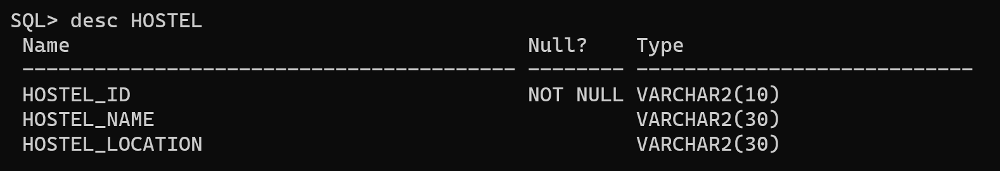 SQL> desc HOSTEL
 Name                                      Null?    Type
 ----------------------------------------- -------- ----------------------------
 HOSTEL_ID                                 NOT NULL VARCHAR2(10)
 HOSTEL_NAME                                        VARCHAR2(30)
 HOSTEL_LOCATION                                    VARCHAR2(30)